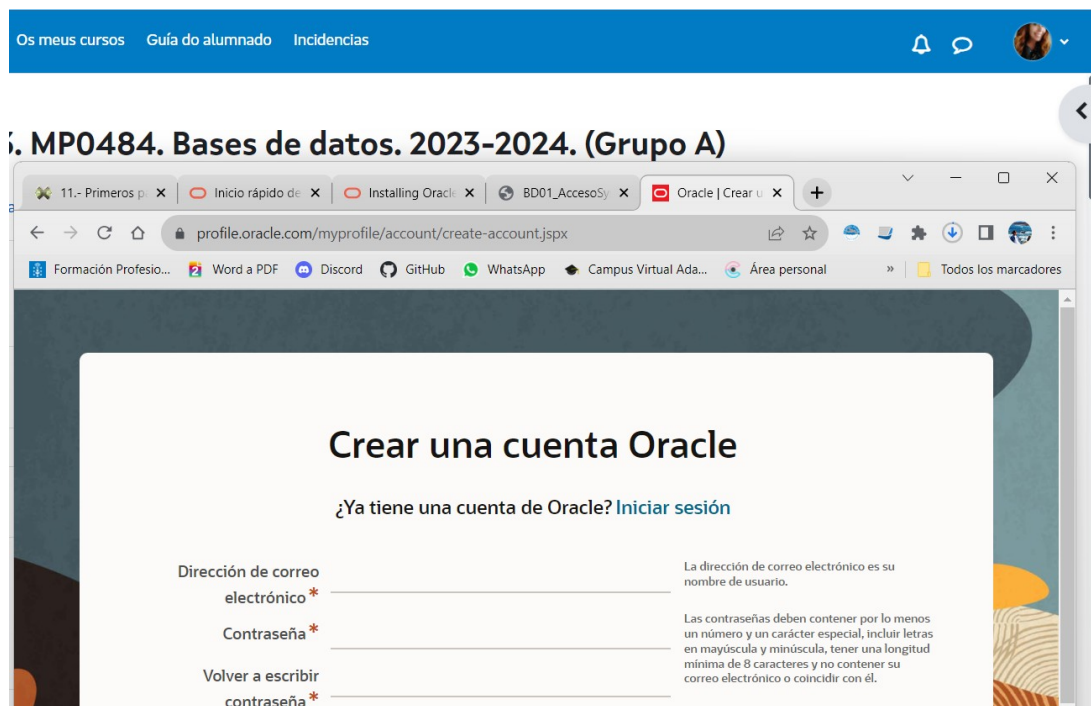 Os meus cursos Guía do alumnado Incidencias
. MP0484. Bases de datos. 2023-2024. (Grupo A)
11.- Primeros p Inicio rápido de Installing Oracle BD01_AccesoSy Oracle | Crear u
profile.oracle.com/myprofile/account/create-account.jspx
Formación Profesio... Word a PDF Discord GitHub WhatsApp Campus Virtual Ada... Área personal » Todos los marcadores
Crear una cuenta Oracle
¿Ya tiene una cuenta de Oracle? Iniciar sesión
Dirección de correo
electrónico *
La dirección de correo electrónico es su
nombre de usuario.
Contraseña *
Las contraseñas deben contener por lo menos
un número y un carácter especial, incluir letras
en mayúscula y minúscula, tener una longitud
mínima de 8 caracteres y no contener su
correo electrónico o coincidir con él.
Volver a escribir
contraseña *